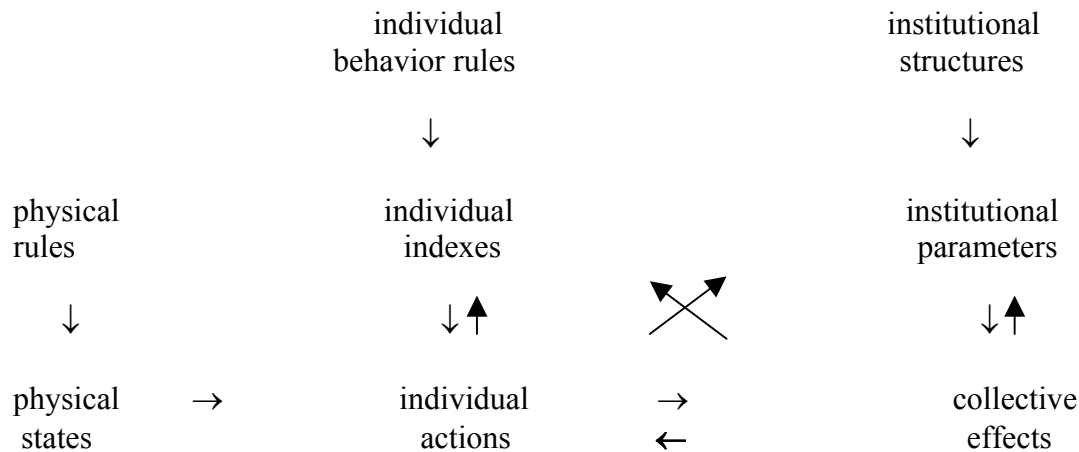 individual
behavior rules
institutional
structures
↓
↓
physical
rules
individual
indexes
institutional
parameters
↓
↓
↓
physical
states
→
individual
actions
→
←
collective
effects